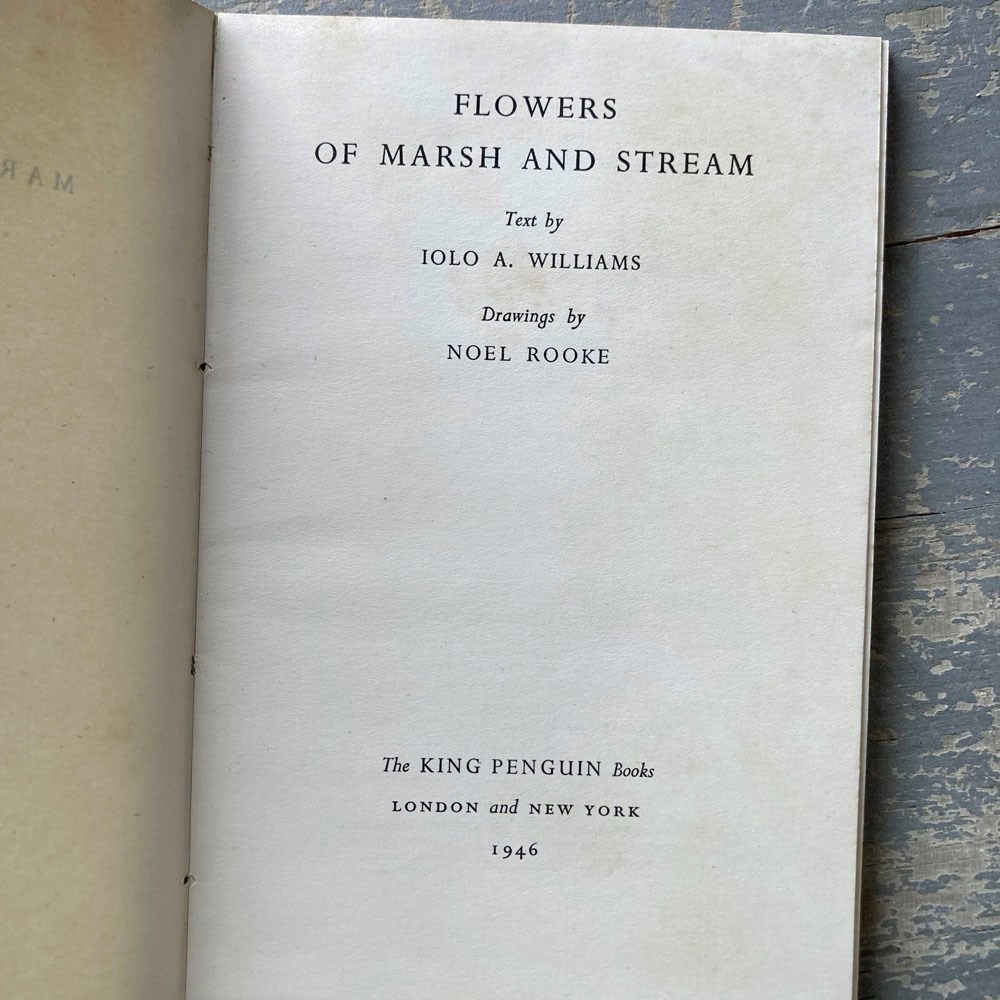 FLOWERS
OF MARSH AND STREAM
Text by
IOLO A. WILLIAMS
Drawings by
NOEL ROOKE
The KING PENGUIN Books
LONDON and NEW YORK
1946